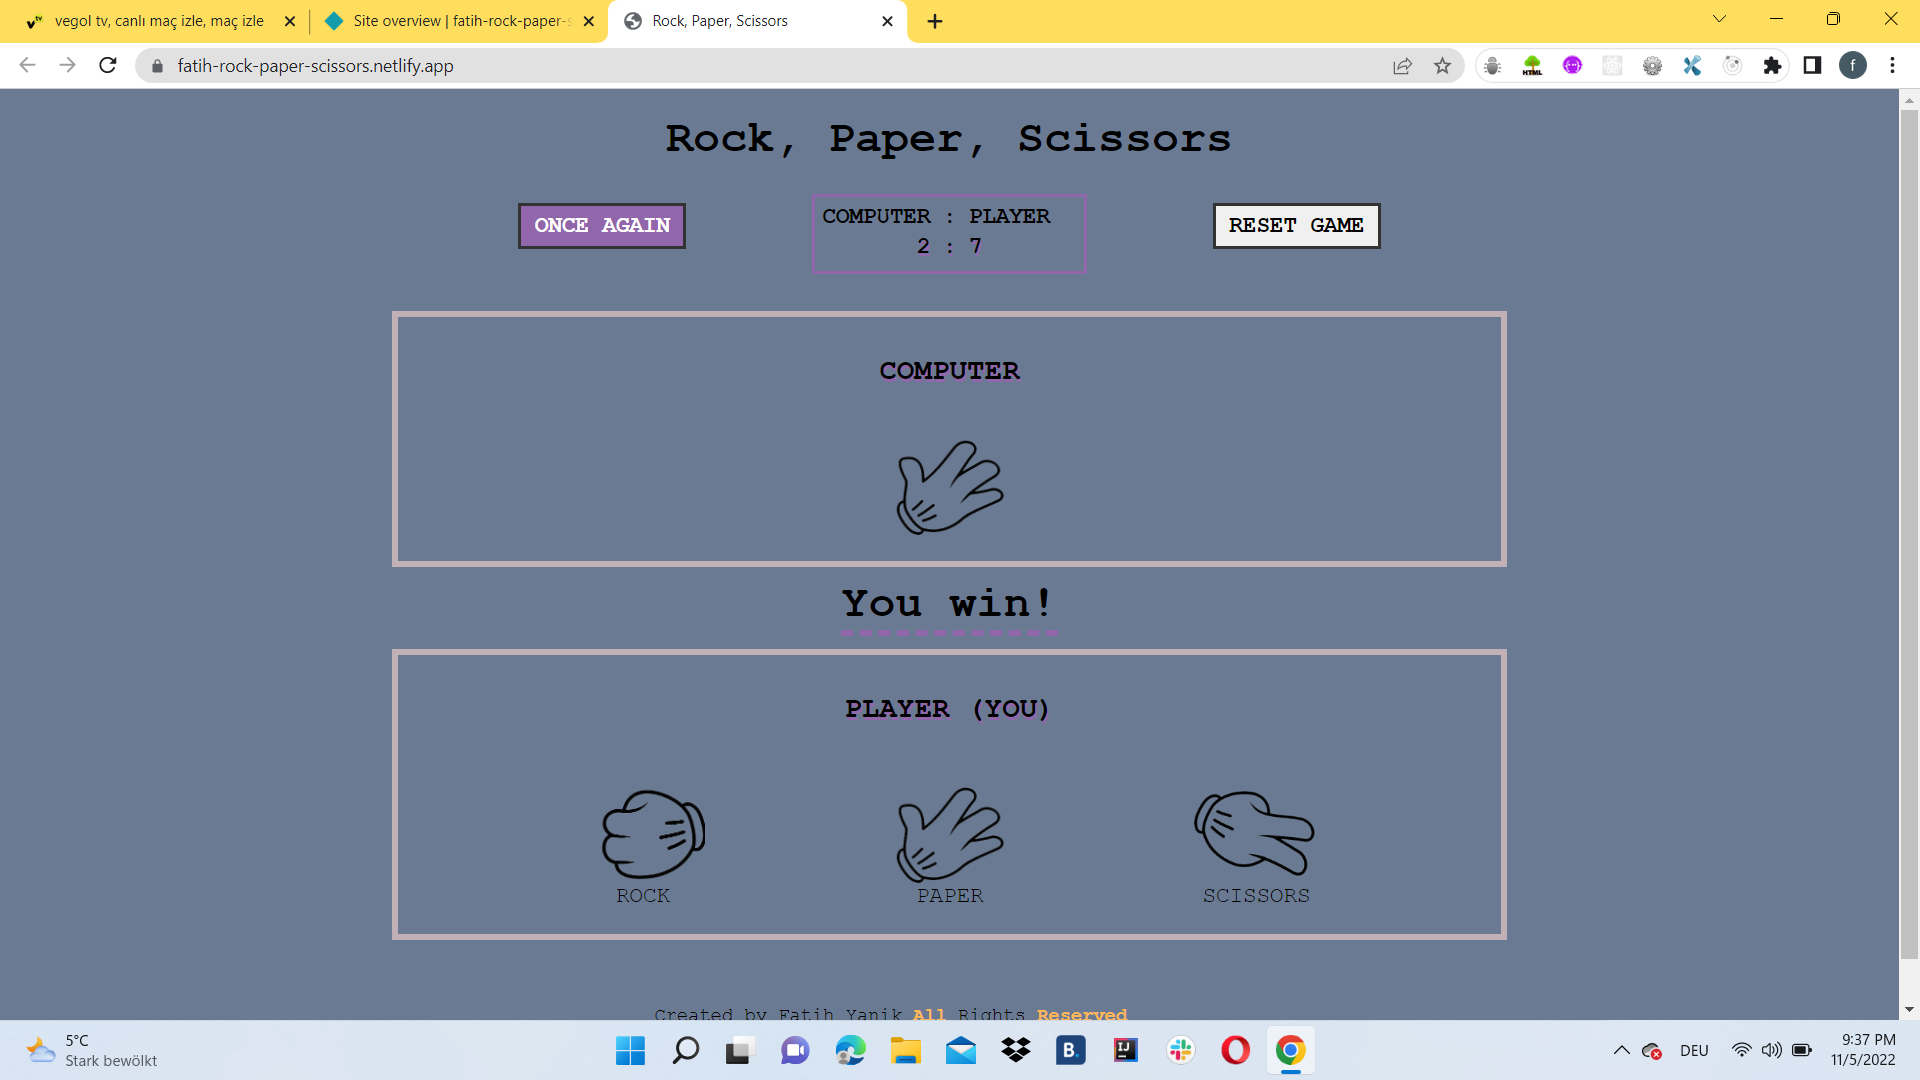 vegol tv, canlı maç izle, maç izle
Site overview | fatih-rock-paper-s
Rock, Paper, Scissors
fatih-rock-paper-scissors.netlify.app
HTML
f
Rock, Paper, Scissors
ONCE AGAIN
COMPUTER : PLAYER
2 : 7
RESET GAME
COMPUTER
You win!
PLAYER (YOU)
ROCK
PAPER
SCISSORS
Created by Fatih Yanik All Rights Reserved
5°C
Stark bewölkt
B.
IJ
DEU
9:37 PM
11/5/2022